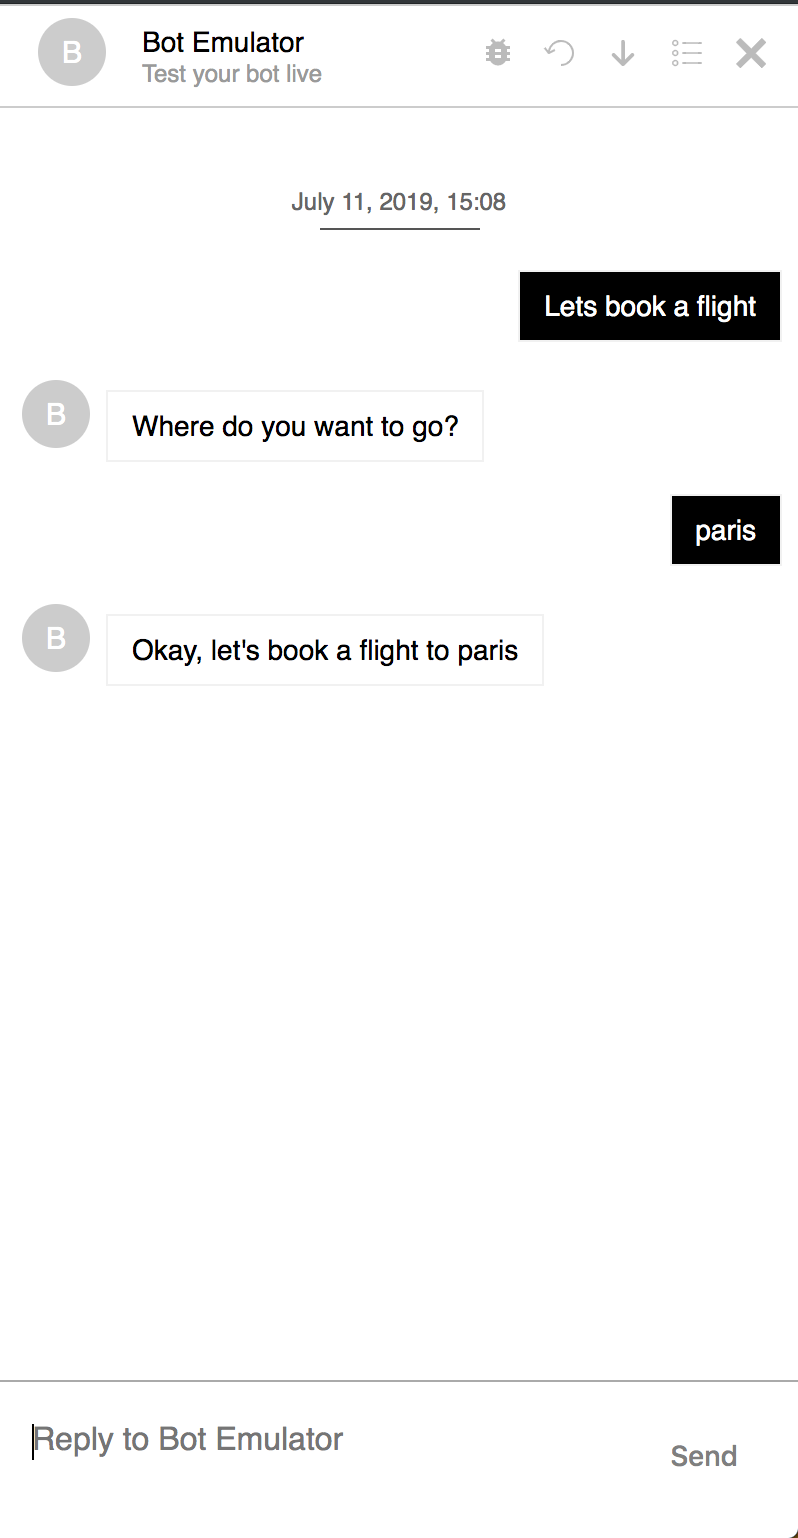 B
Bot Emulator
Test your bot live
July 11, 2019, 15:08
Lets book a flight
B
Where do you want to go?
paris
B
Okay, let's book a flight to paris
Reply to Bot Emulator
Send